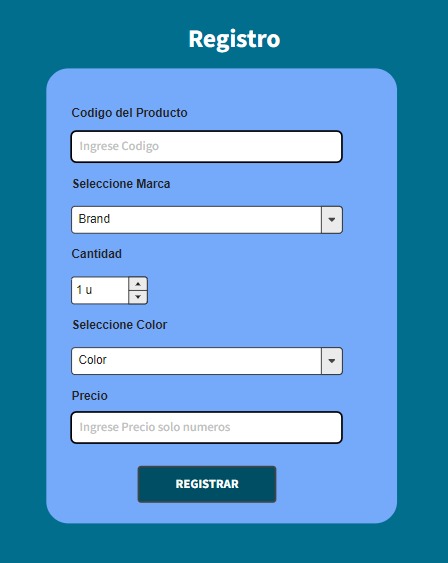 Registro
Codigo del Producto
Ingrese Codigo
Seleccione Marca
Brand
Cantidad
1 u
Seleccione Color
Color
Precio
Ingrese Precio solo numeros
REGISTRAR